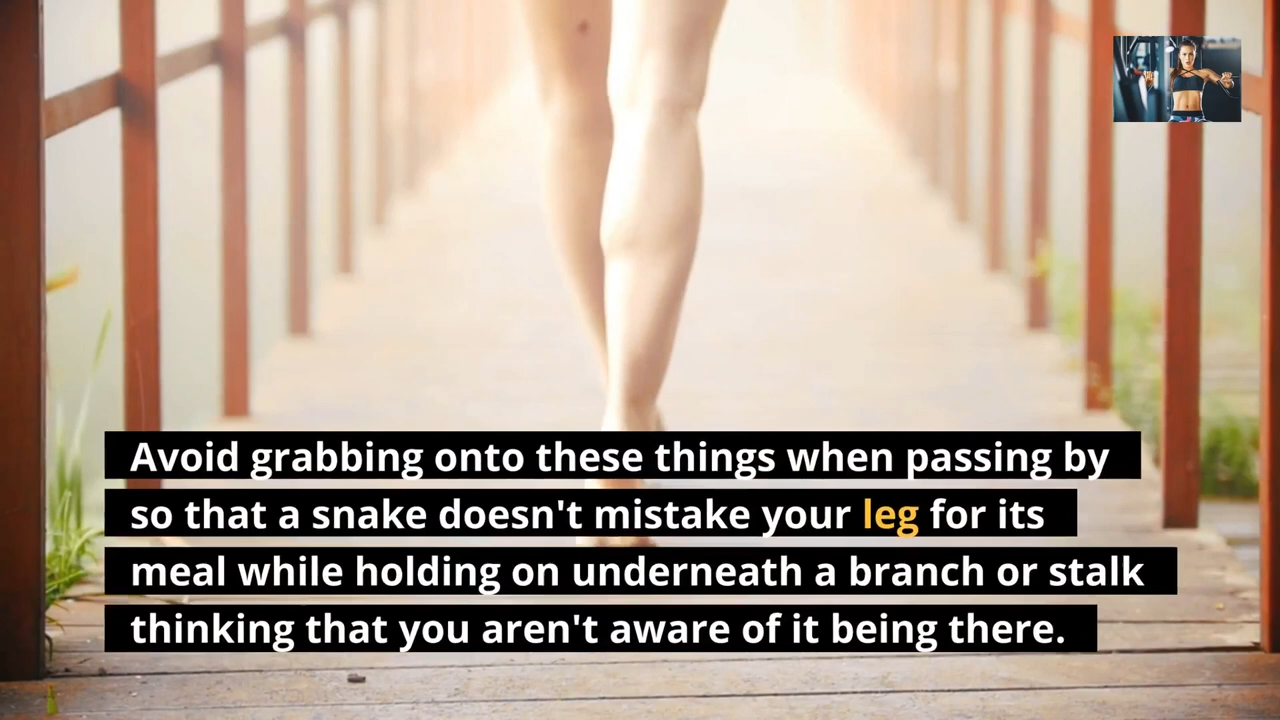 Avoid grabbing onto these things when passing by
so that a snake doesn't mistake your leg for its
meal while holding on underneath a branch or stalk
thinking that you aren't aware of it being there.